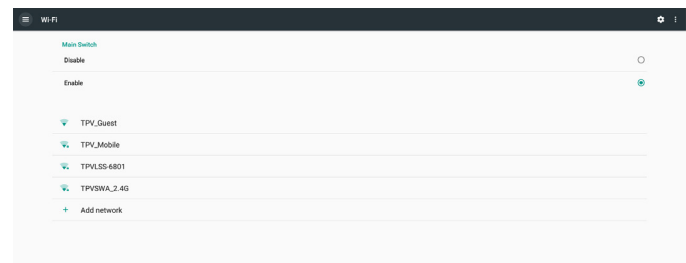 Wi-Fi
Main Switch
Disable
Enable
TPV_Guest
TPV_Mobile
TPVLSS-6801
TPVSWA_2.4G
+ Add network